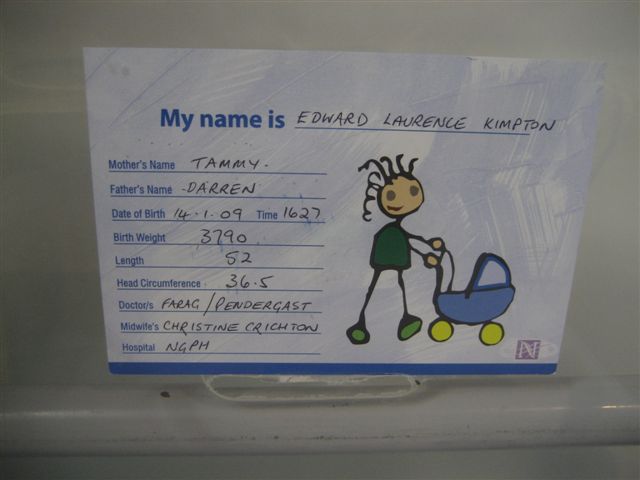 My name is EDWARD LAURENCE KIMPTON
Mother's Name TAMMY.
Father's Name DARREN
Date of Birth 14.1.09 Time 1627
Birth Weight 3790
Length 52
Head Circumference 36.5
Doctor/s FARAG/PENDERGAST
Midwife's CHRISTINE CRICHTON
Hospital NGPH
N